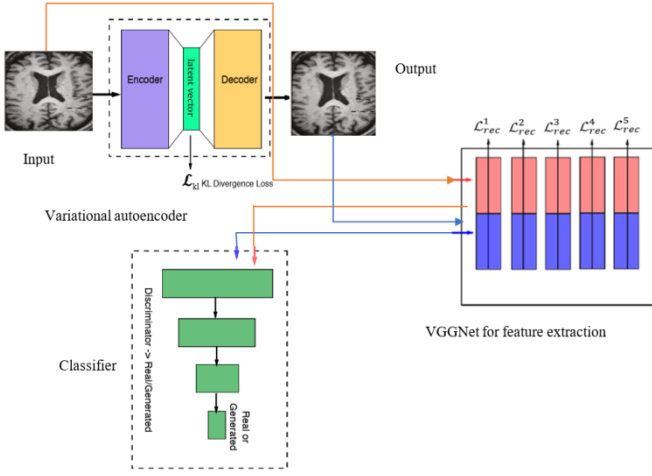 Encoder
latent vector
Decoder
Output
Input
ℒkl KL Divergence Loss
ℒ¹rec ℒ²rec ℒ³rec ℒ⁴rec ℒ⁵rec
Variational autoencoder
VGGNet for feature extraction
Classifier
Discriminator -> Real/Generated
Real or
Generated